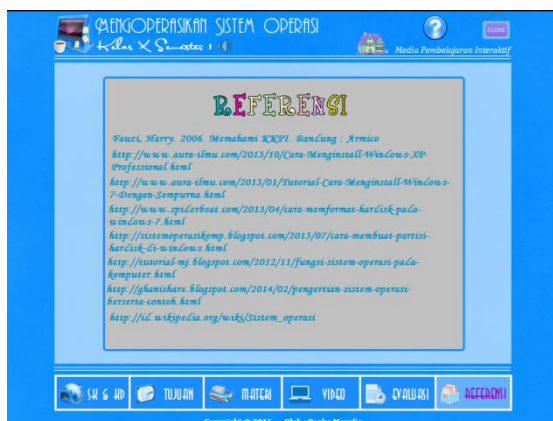 MENGOPERASIKAN SISTEM OPERASI
Kelas X Semester 1
CLOSE
Media Pembelajaran Interaktif
REFERENSI
Fauzi, Harry. 2006. Memahami KKPI. Bandung : Armico
http://www.aura-ilmu.com/2013/10/Cara-Menginstall-Windows-XP-
Professional.html
http://www.aura-ilmu.com/2013/01/Tutorial-Cara-Menginstall-Windows-
7-Dengan-Sempurna.html
http://www.spiderbeat.com/2013/04/cara-memformat-hardisk-pada-
windows-7.html
http://sistemoperasikomp.blogspot.com/2013/07/cara-membuat-partisi-
hardisk-di-windows.html
http://tutorial-mj.blogspot.com/2012/11/fungsi-sistem-operasi-pada-
komputer.html
http://ghanishare.blogspot.com/2014/02/pengertian-sistem-operasi-
berserta-contoh.html
http://id.wikipedia.org/wiki/Sistem_operasi
SK & KD
TUJUAN
MATERI
VIDEO
EVALUASI
REFERENSI